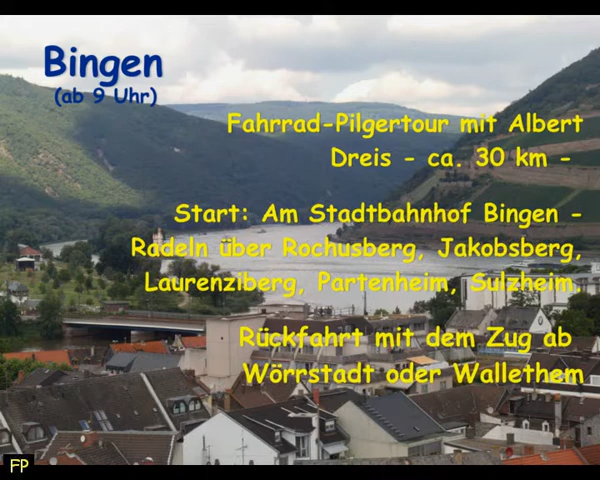 Bingen
(ab 9 Uhr)
Fahrrad-Pilgertour mit Albert
Dreis - ca. 30 km -
Start: Am Stadtbahnhof Bingen -
Radeln über Rochusberg, Jakobsberg,
Laurenziberg, Partenheim, Sulzheim.
Rückfahrt mit dem Zug ab
Wörrstadt oder Wallethem
FP